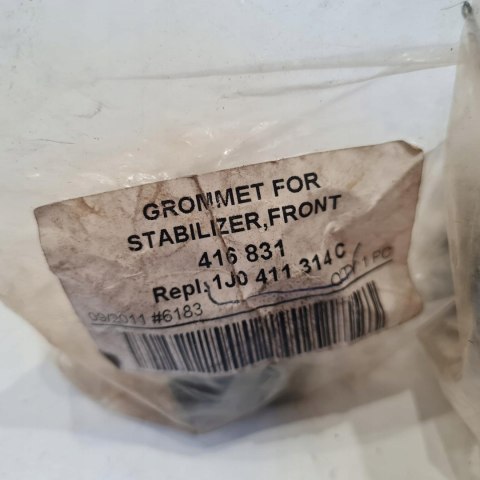 GROMMET FOR
STABILIZER,FRONT
416 831
Repl.1J0 411 314 C
QTY 1 PC
09/2011 #6183